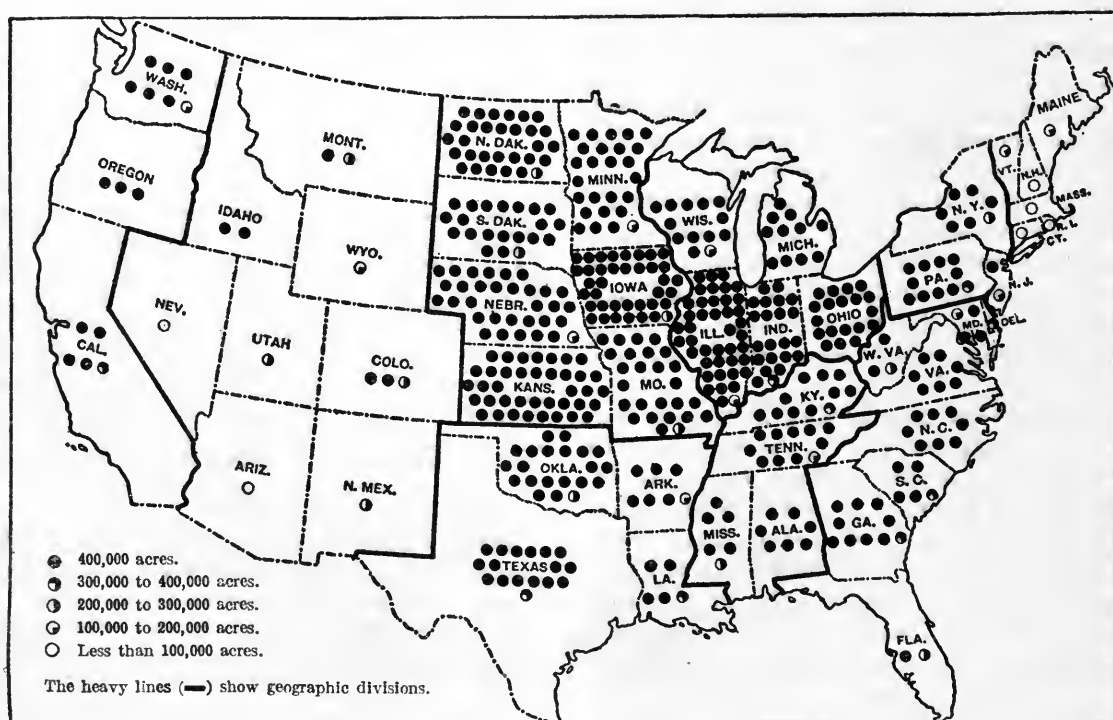 WASH.
MAINE
MONT.
N. DAK.
VT.
OREGON
MINN.
N.H.
N. Y.
MASS.
IDAHO
S. DAK.
WIS.
MICH.
R. I.
CT.
WYO.
PA.
N. J.
NEBR.
IOWA
NEV.
ILL.
IND.
OHIO
MD.
DEL.
UTAH
CAL.
COLO.
W. VA.
KANS.
MO.
VA.
KY.
N. C.
TENN.
ARIZ.
OKLA.
S. C.
N. MEX.
ARK.
MISS.
ALA.
GA.
TEXAS
LA.
FLA.
400,000 acres.
300,000 to 400,000 acres.
200,000 to 300,000 acres.
100,000 to 200,000 acres.
Less than 100,000 acres.
The heavy lines (—) show geographic divisions.